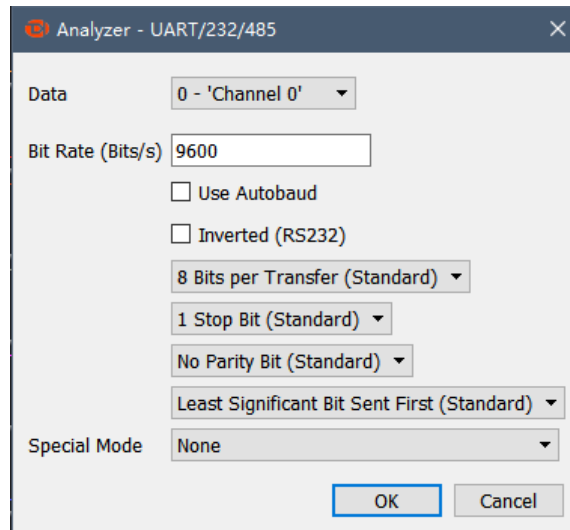 Analyzer - UART/232/485
Data 0 - 'Channel 0'
Bit Rate (Bits/s) 9600
Use Autobaud
Inverted (RS232)
8 Bits per Transfer (Standard)
1 Stop Bit (Standard)
No Parity Bit (Standard)
Least Significant Bit Sent First (Standard)
Special Mode None
OK Cancel